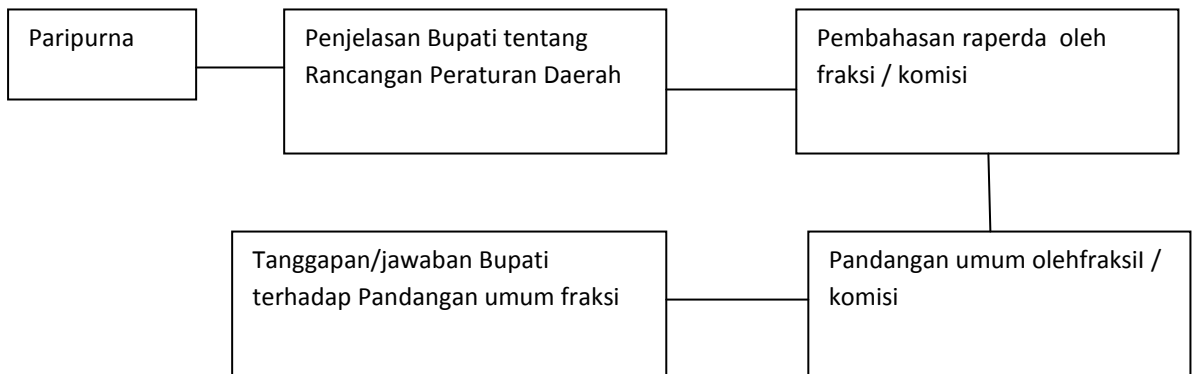 Paripurna
Penjelasan Bupati tentang
Rancangan Peraturan Daerah
Pembahasan raperda  oleh
fraksi / komisi
Pandangan umum olehfraksiI /
komisi
Tanggapan/jawaban Bupati
terhadap Pandangan umum fraksi